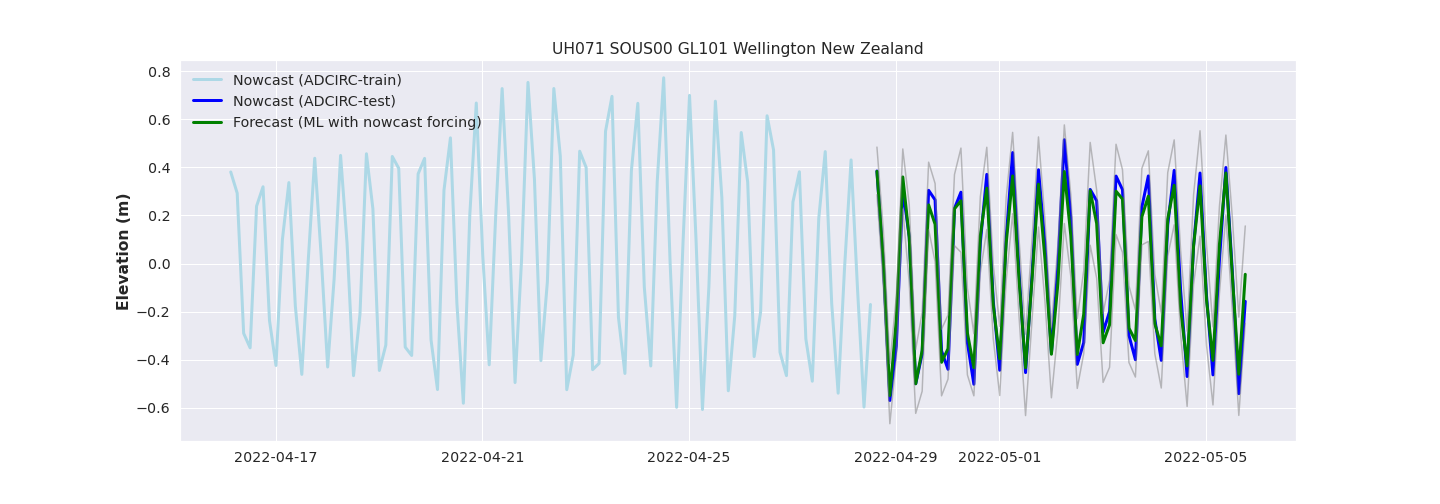 UH071 SOUS00 GL101 Wellington New Zealand
Nowcast (ADCIRC-train)
Nowcast (ADCIRC-test)
Forecast (ML with nowcast forcing)
Elevation (m)
0.8
0.6
0.4
0.2
0.0
−0.2
−0.4
−0.6
2022-04-17 2022-04-21 2022-04-25 2022-04-29 2022-05-01 2022-05-05